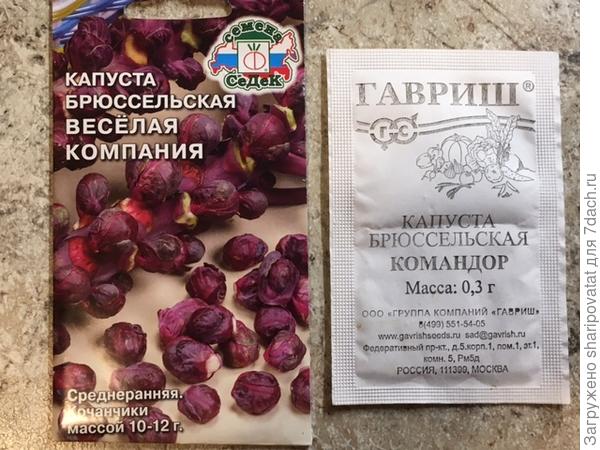 семена
СеДеК
КАПУСТА
БРЮССЕЛЬСКАЯ
ВЕСЁЛАЯ
КОМПАНИЯ
Среднеранняя.
Кочанчики
массой 10-12 г.
ГАВРИШ®
КАПУСТА
БРЮССЕЛЬСКАЯ
КОМАНДОР
Масса: 0,3 г
ООО «ГРУППА КОМПАНИЙ «ГАВРИШ»
8(499) 551-54-05
www.gavrishseeds.ru sad@gavrish.ru
Федеративный пр-кт., д.5.корп.1, пом.1, эт.1,
комн. 5, Рм5д
РОССИЯ, 111399, МОСКВА
Загружено sharipovatat для 7dach.ru